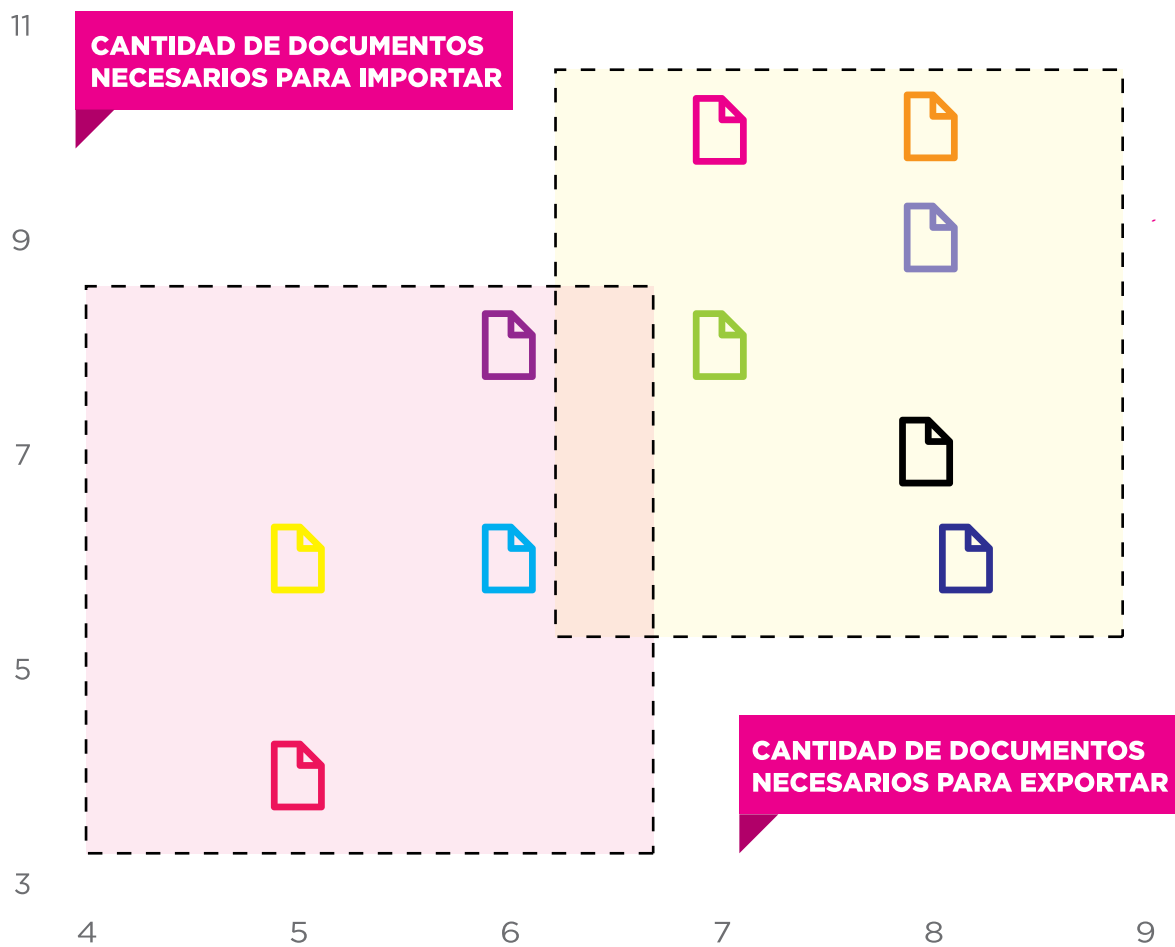 11
CANTIDAD DE DOCUMENTOS
NECESARIOS PARA IMPORTAR
9
7
5
CANTIDAD DE DOCUMENTOS
NECESARIOS PARA EXPORTAR
3
4 5 6 7 8 9